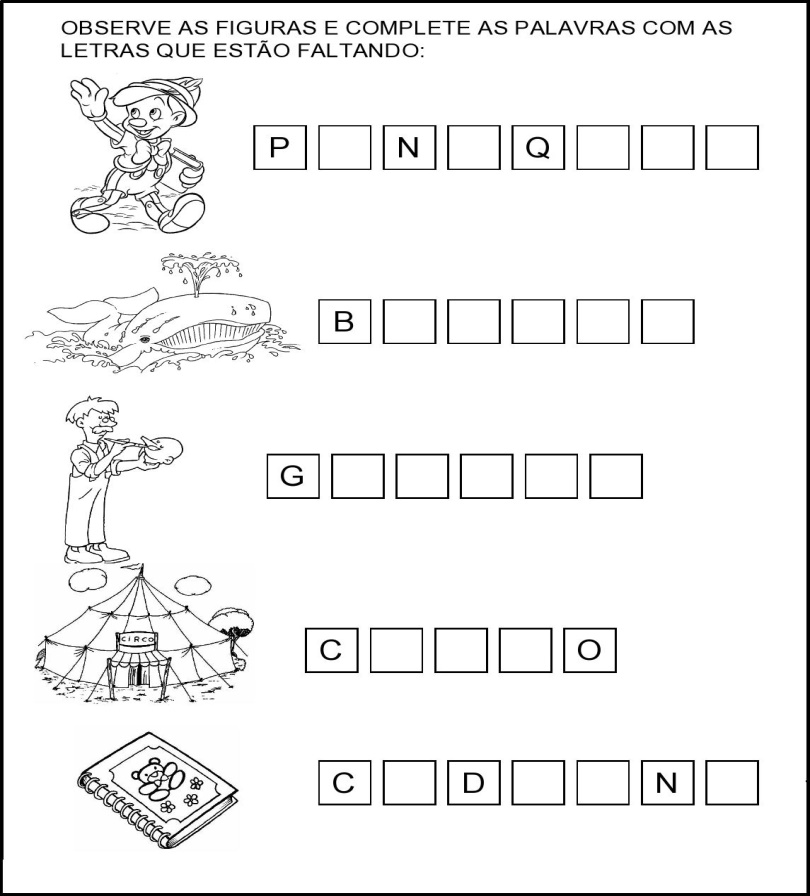 OBSERVE AS FIGURAS E COMPLETE AS PALAVRAS COM AS
LETRAS QUE ESTÃO FALTANDO:
P N Q
B
G
CIRCO
C O
C D N